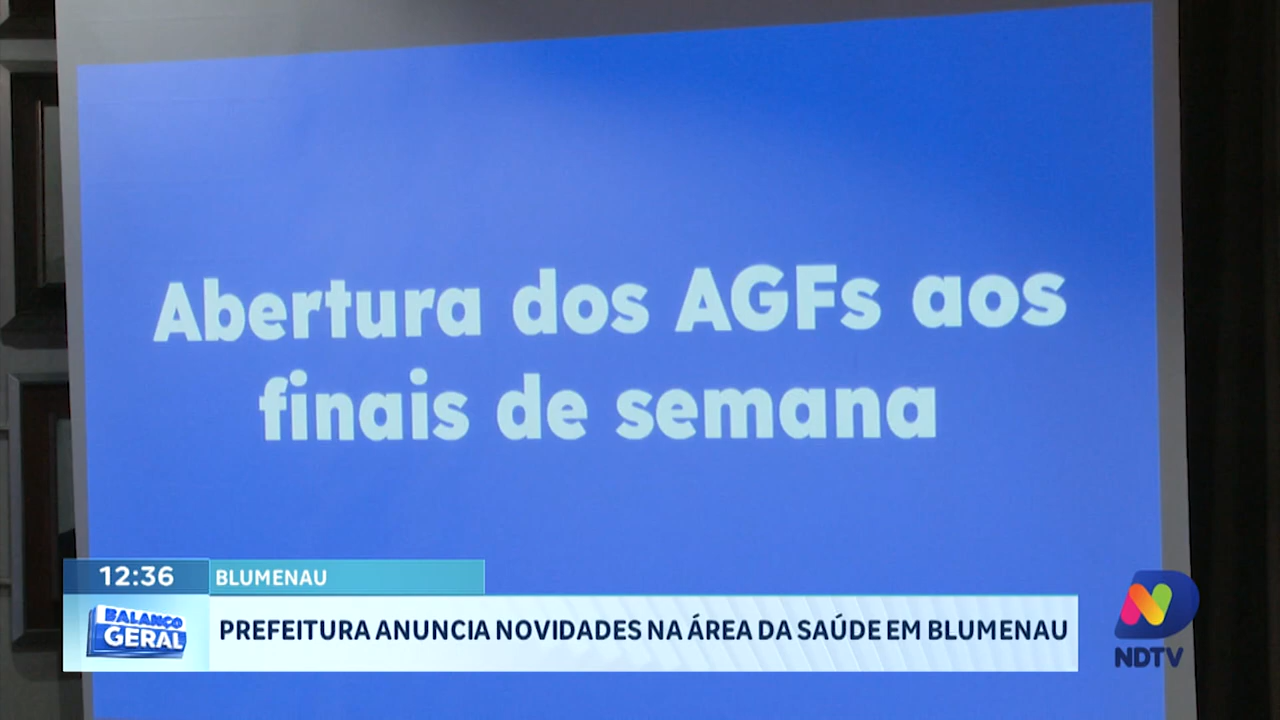 Abertura dos AGFs aos
finais de semana
12:36
BLUMENAU
BALANÇO
GERAL
PREFEITURA ANUNCIA NOVIDADES NA ÁREA DA SAÚDE EM BLUMENAU
NDTV